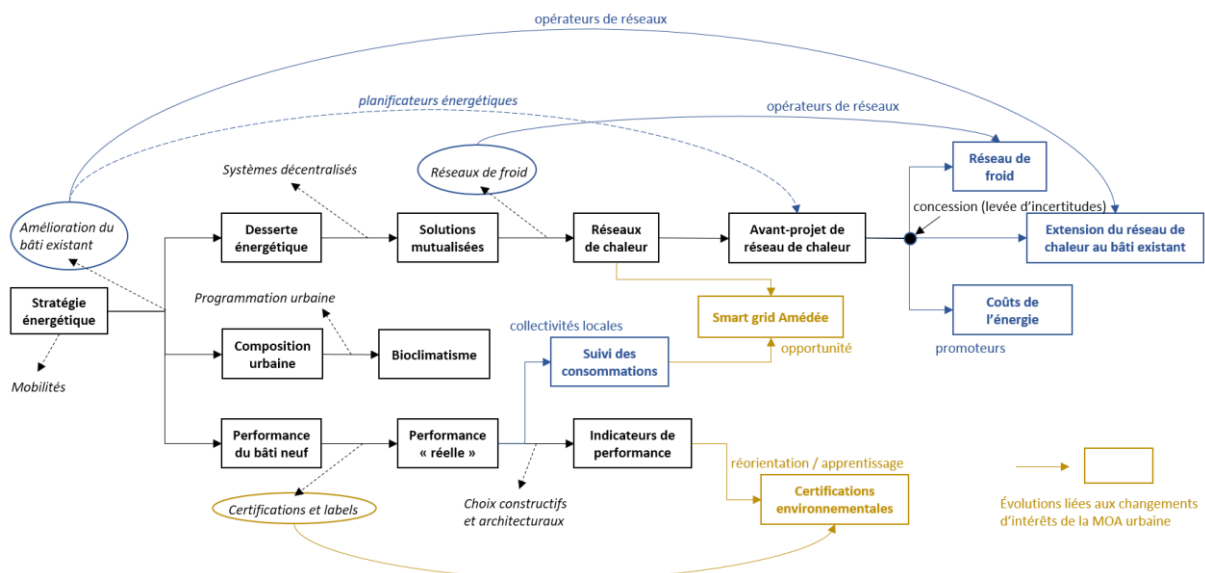 opérateurs de réseaux
planificateurs énergétiques
opérateurs de réseaux
Systèmes décentralisés
Réseaux de froid
Réseau de
froid
concession (levée d'incertitudes)
Amélioration du
bâti existant
Desserte
énergétique
Solutions
mutualisées
Réseaux
de chaleur
Avant-projet de
réseau de chaleur
Extension du réseau de
chaleur au bâti existant
Stratégie
énergétique
Programmation urbaine
Smart grid Amédée
Coûts de
l'énergie
collectivités locales
opportunité
promoteurs
Composition
urbaine
Bioclimatisme
Suivi des
consommations
Mobilités
Performance
du bâti neuf
Performance
« réelle »
Indicateurs de
performance
réorientation / apprentissage
Certifications et labels
Choix constructifs
et architecturaux
Certifications
environnementales
Évolutions liées aux changements
d'intérêts de la MOA urbaine